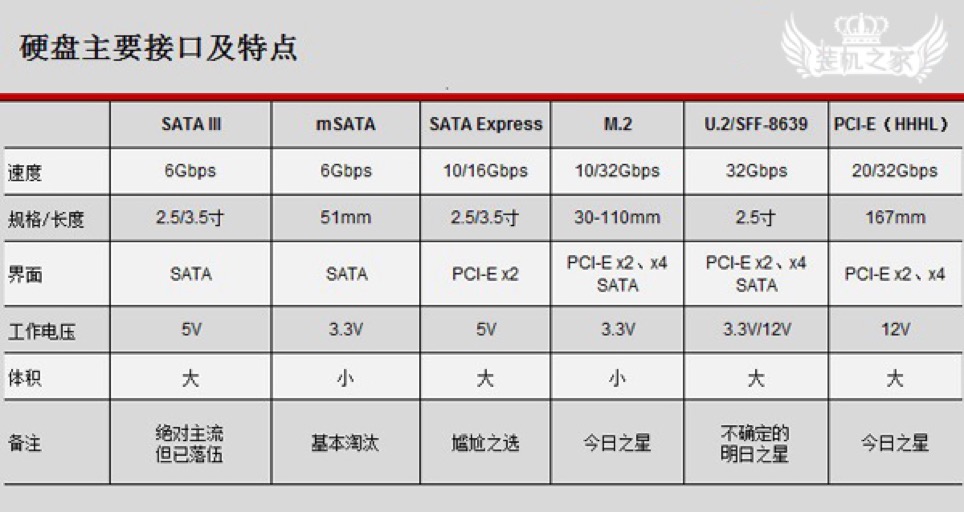 硬盘主要接口及特点
装机之家
SATA III mSATA SATA Express M.2 U.2/SFF-8639 PCI-E（HHHL）
速度 6Gbps 6Gbps 10/16Gbps 10/32Gbps 32Gbps 20/32Gbps
规格/长度 2.5/3.5寸 51mm 2.5/3.5寸 30-110mm 2.5寸 167mm
界面 SATA SATA PCI-E x2 PCI-E x2、x4 SATA PCI-E x2、x4 SATA PCI-E x2、x4
工作电压 5V 3.3V 5V 3.3V 3.3V/12V 12V
体积 大 小 大 小 大 大
备注 绝对主流 但已落伍 基本淘汰 尴尬之选 今日之星 不确定的 明日之星 今日之星